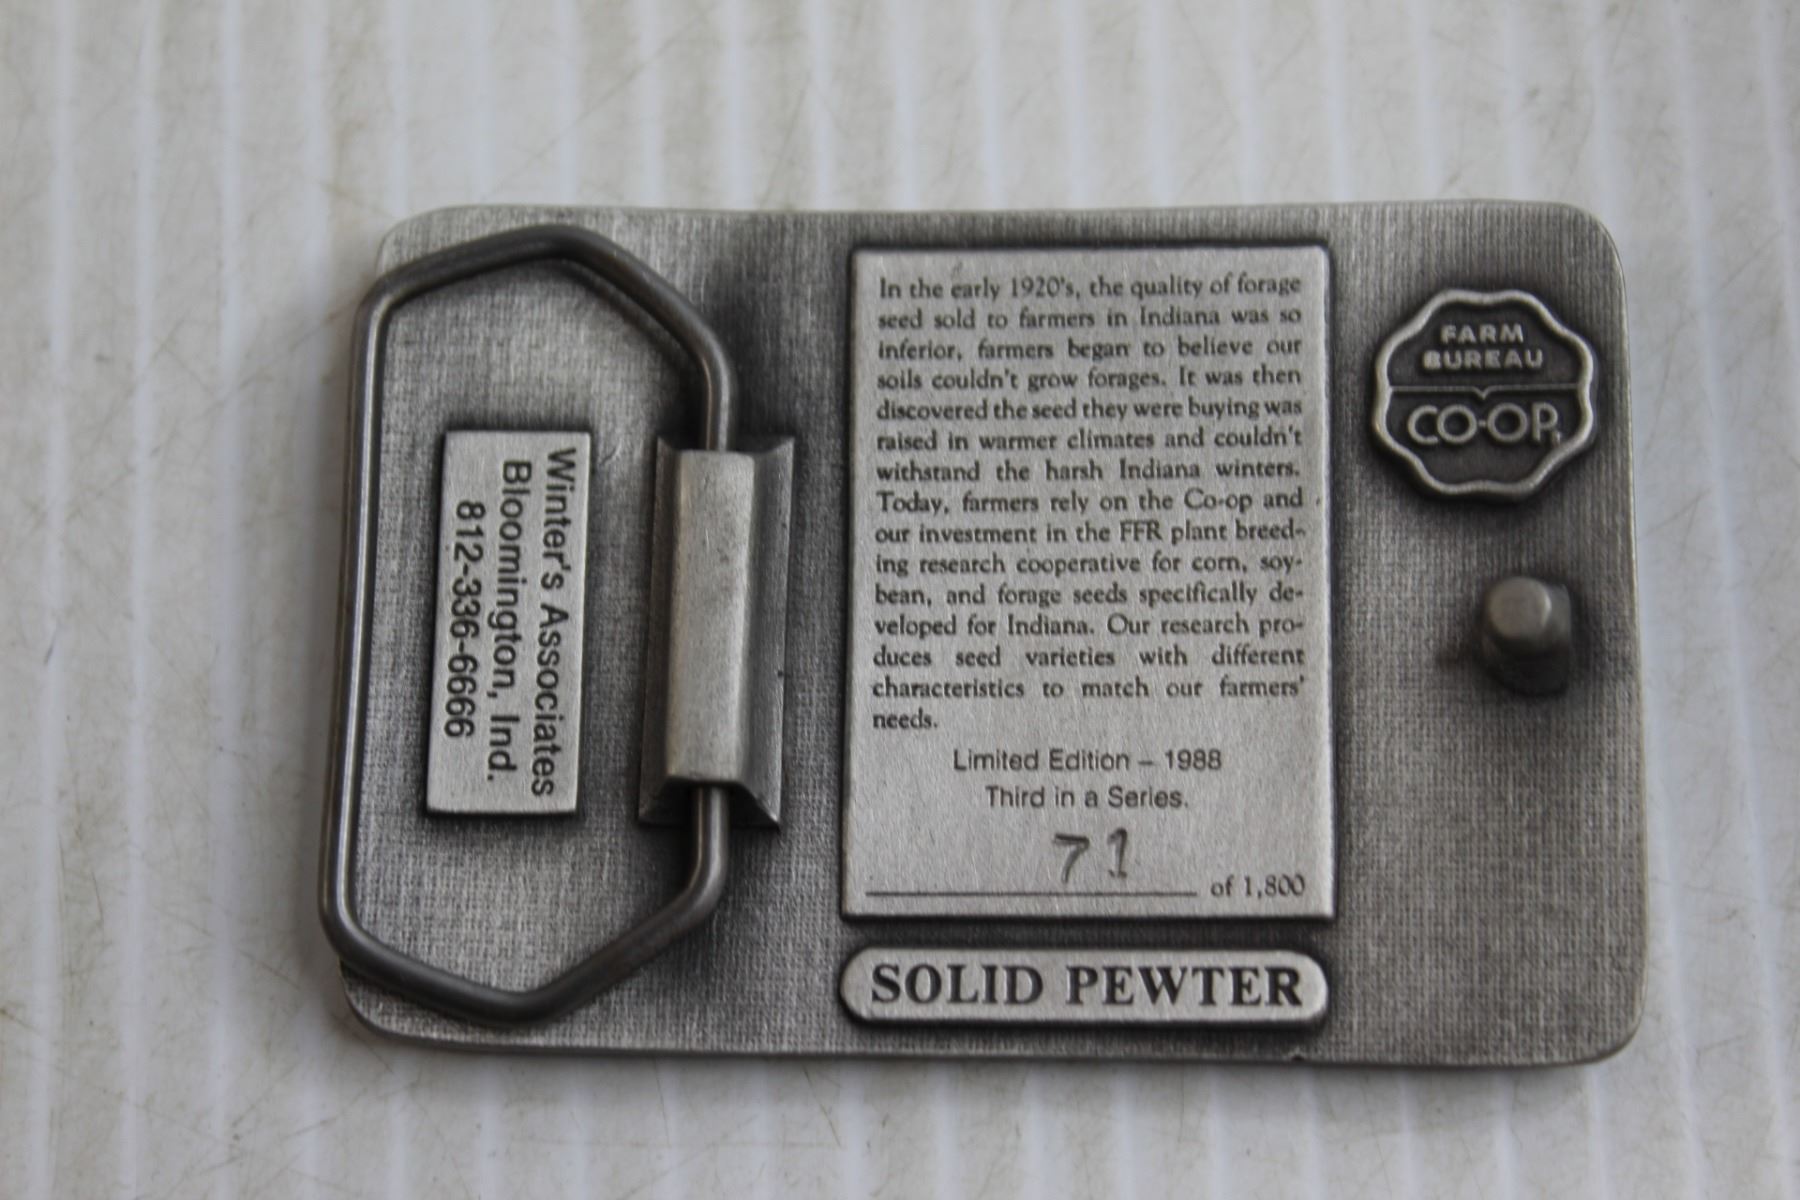 Winter's Associates
Bloomington, Ind.
812-336-6666
In the early 1920's, the quality of forage
seed sold to farmers in Indiana was so
inferior, farmers began to believe our
soils couldn't grow forages. It was then
discovered the seed they were buying was
raised in warmer climates and couldn't
withstand the harsh Indiana winters.
Today, farmers rely on the Co-op and
our investment in the FFR plant breed-
ing research cooperative for corn, soy-
bean, and forage seeds specifically de-
veloped for Indiana. Our research pro-
duces seed varieties with different
characteristics to match our farmers'
needs.
Limited Edition – 1988
Third in a Series.
71 of 1,800
SOLID PEWTER
FARM
BUREAU
CO-OP